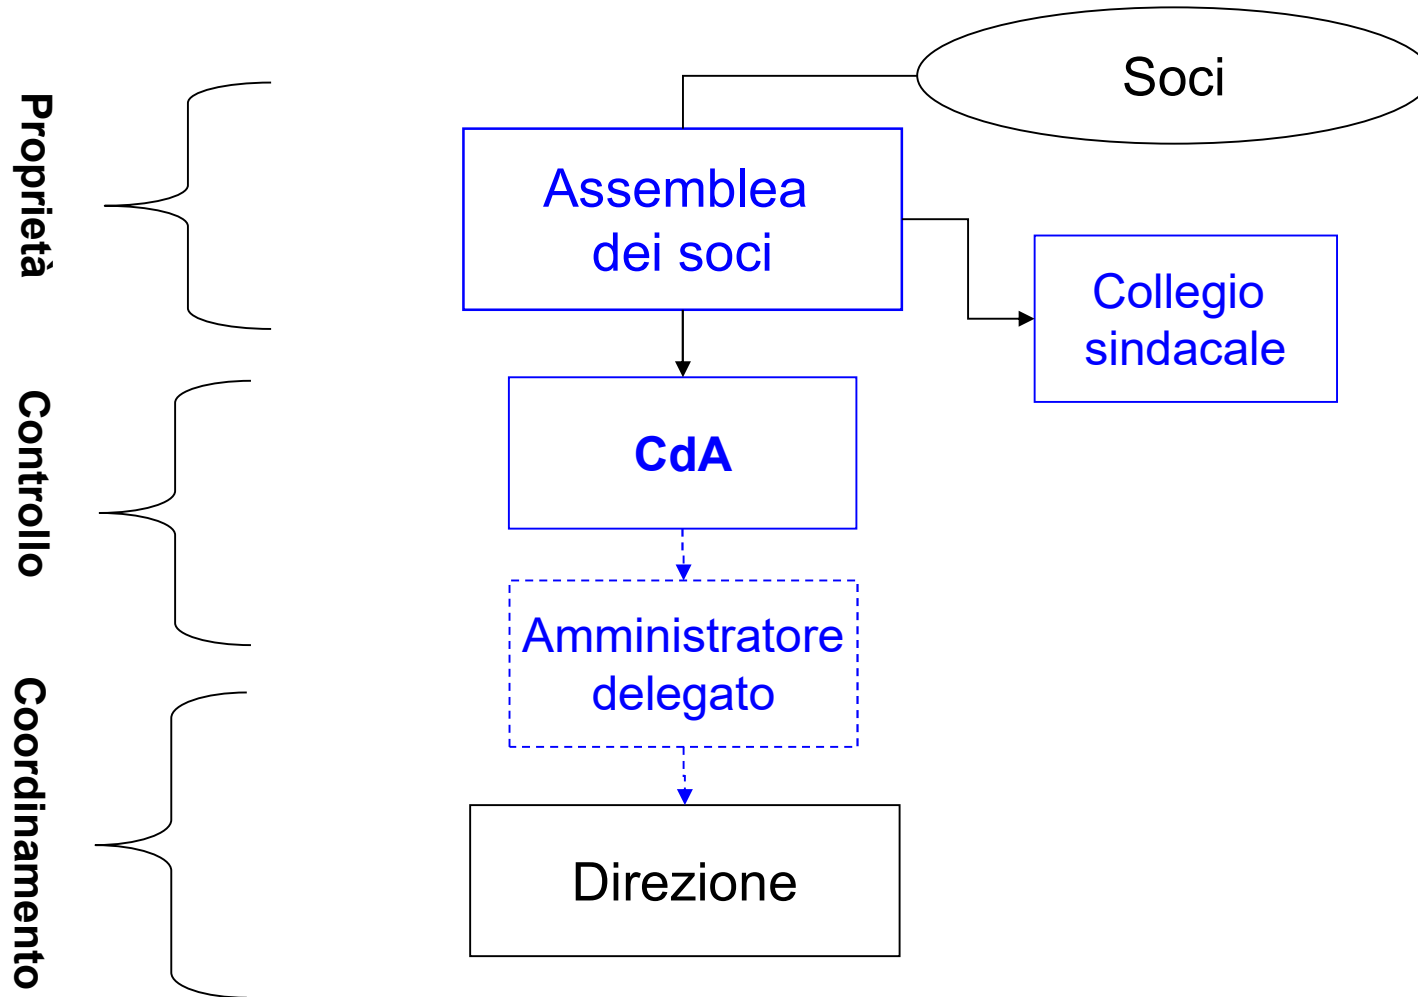 Soci
Proprietà
Assemblea
dei soci
Collegio
sindacale
Controllo
CdA
Amministratore
delegato
Coordinamento
Direzione